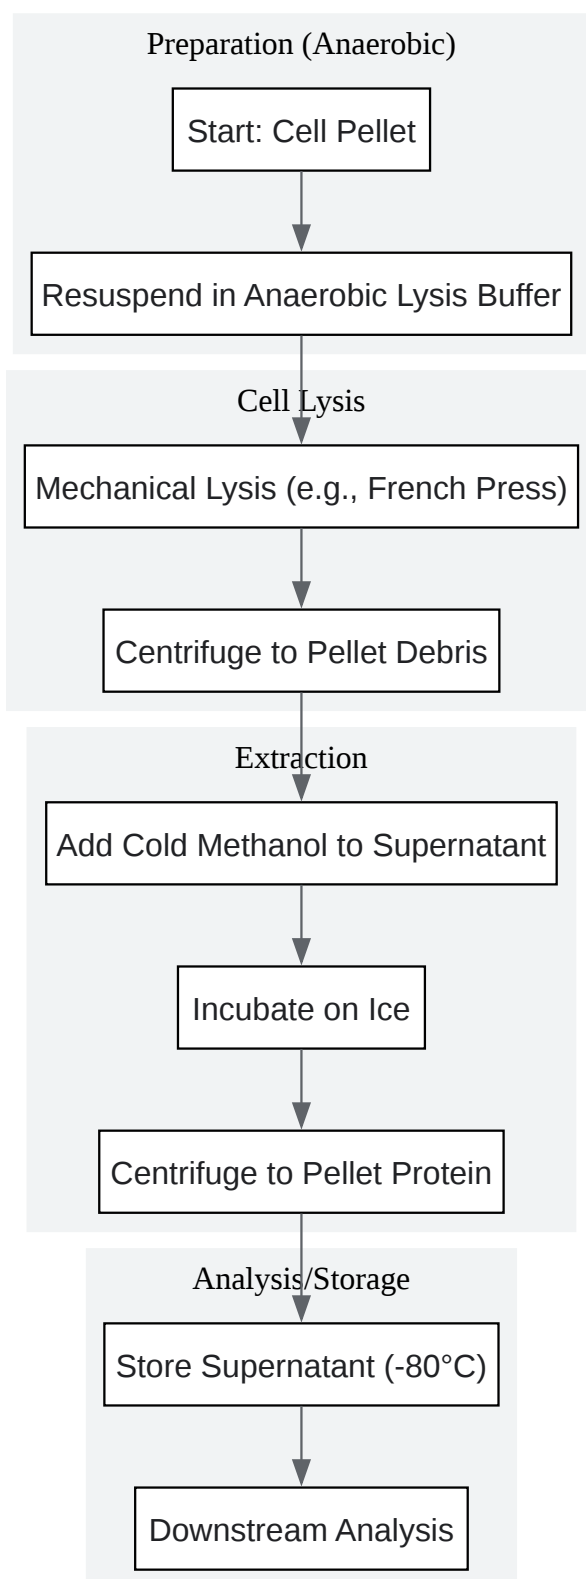 Preparation (Anaerobic)
Start: Cell Pellet
Resuspend in Anaerobic Lysis Buffer
Cell Lysis
Mechanical Lysis (e.g., French Press)
Centrifuge to Pellet Debris
Extraction
Add Cold Methanol to Supernatant
Incubate on Ice
Centrifuge to Pellet Protein
Analysis/Storage
Store Supernatant (-80°C)
Downstream Analysis